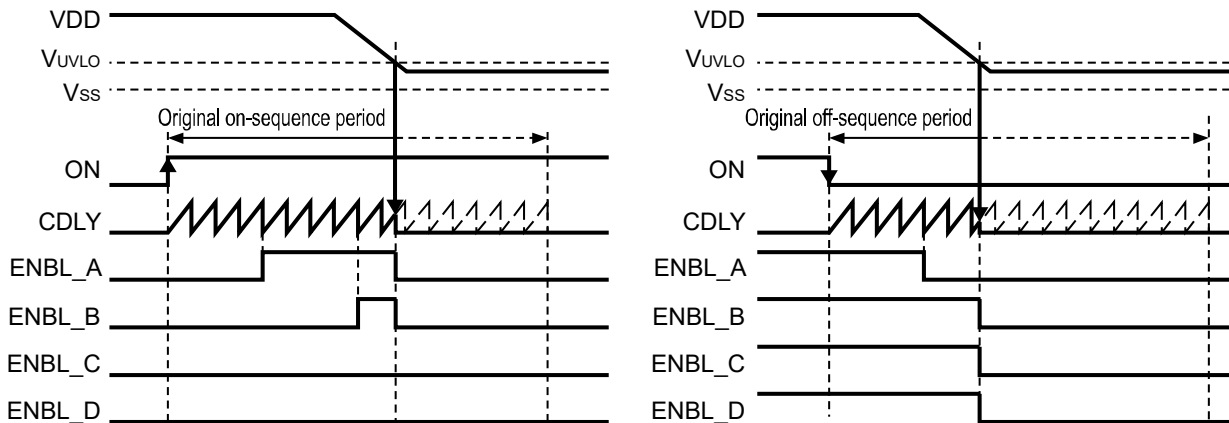 VDD
VUVLO
VSS
Original on-sequence period
ON
CDLY
ENBL_A
ENBL_B
ENBL_C
ENBL_D
VDD
VUVLO
VSS
Original off-sequence period
ON
CDLY
ENBL_A
ENBL_B
ENBL_C
ENBL_D